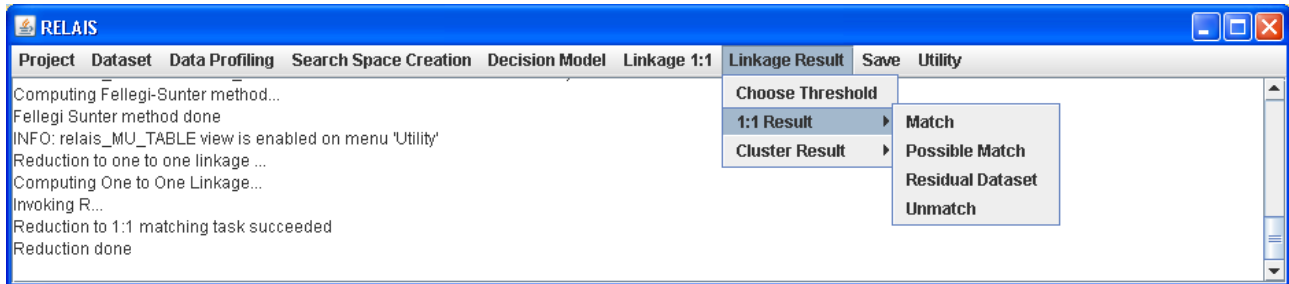 RELAIS
Project Dataset Data Profiling Search Space Creation Decision Model Linkage 1:1 Linkage Result Save Utility
Choose Threshold
1:1 Result
Cluster Result
Match
Possible Match
Residual Dataset
Unmatch
Computing Fellegi-Sunter method...
Fellegi Sunter method done
INFO: relais_MU_TABLE view is enabled on menu 'Utility'
Reduction to one to one linkage ...
Computing One to One Linkage...
Invoking R...
Reduction to 1:1 matching task succeeded
Reduction done